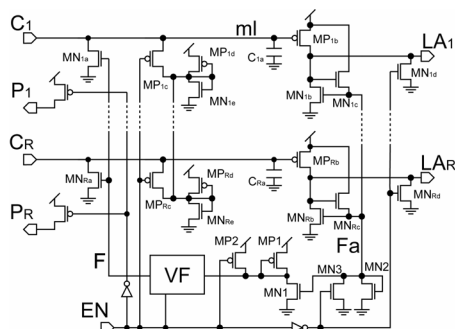 C1 ml MP1b LA1
MN1a MP1d C1a MN1d
P1 MP1c MN1e MN1b MN1c
CR MPRb LAR
MNRa MPRd CRa MNRd
PR MPRc MNRe MNRb MNRc
F MP2 MP1 Fa
VF MN3 MN2
MN1
EN